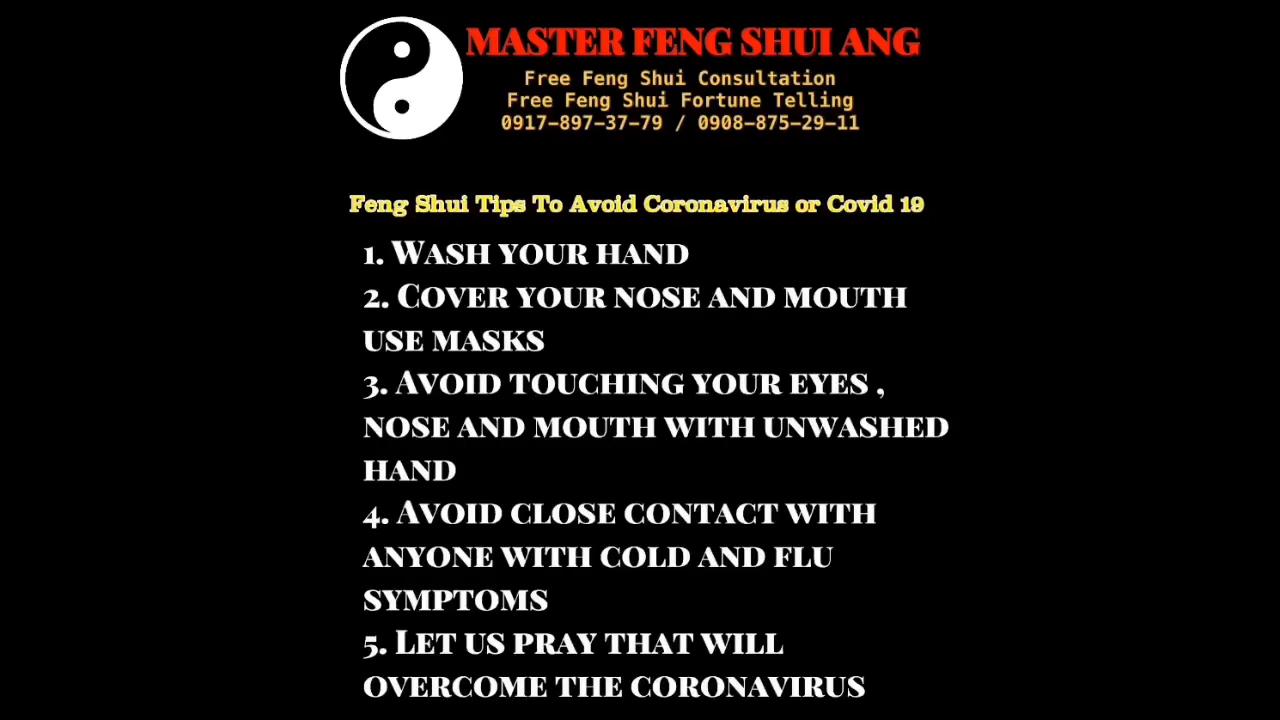 MASTER FENG SHUI ANG
Free Feng Shui Consultation
Free Feng Shui Fortune Telling
0917-897-37-79 / 0908-875-29-11
Feng Shui Tips To Avoid Coronavirus or Covid 19
1. Wash your hand
2. Cover your nose and mouth
use masks
3. Avoid touching your eyes ,
nose and mouth with unwashed
hand
4. Avoid close contact with
anyone with cold and flu
symptoms
5. Let us pray that will
overcome the coronavirus